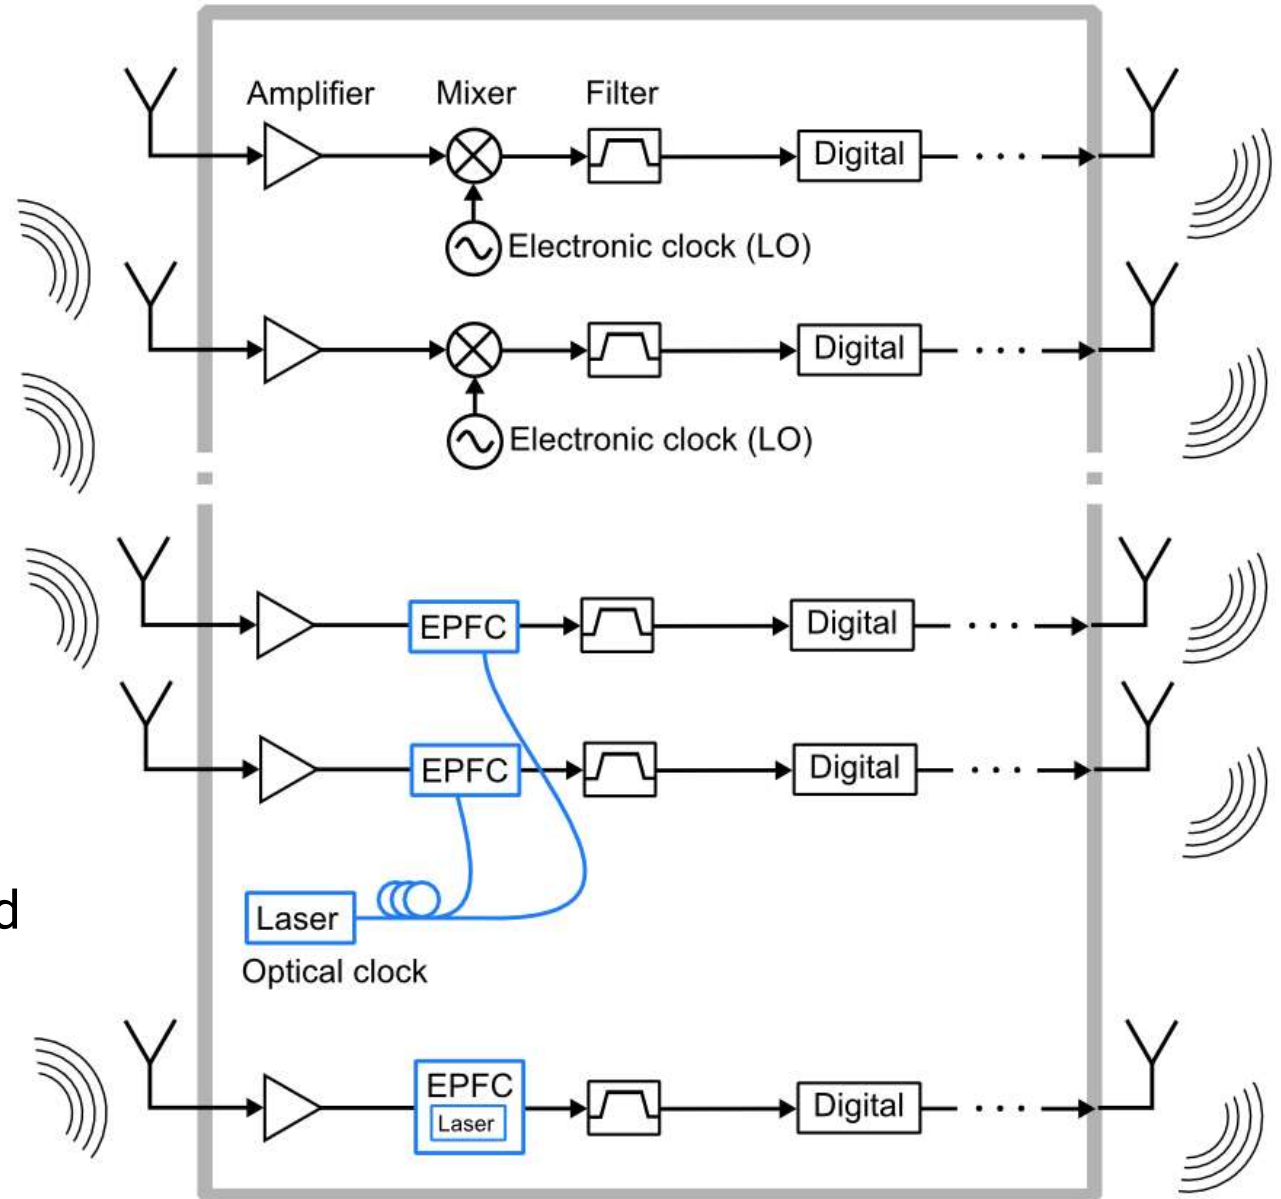 Amplifier Mixer Filter
Digital
Electronic clock (LO)
Digital
Electronic clock (LO)
EPFC Digital
EPFC Digital
d
Laser
Optical clock
EPFC
Laser
Digital